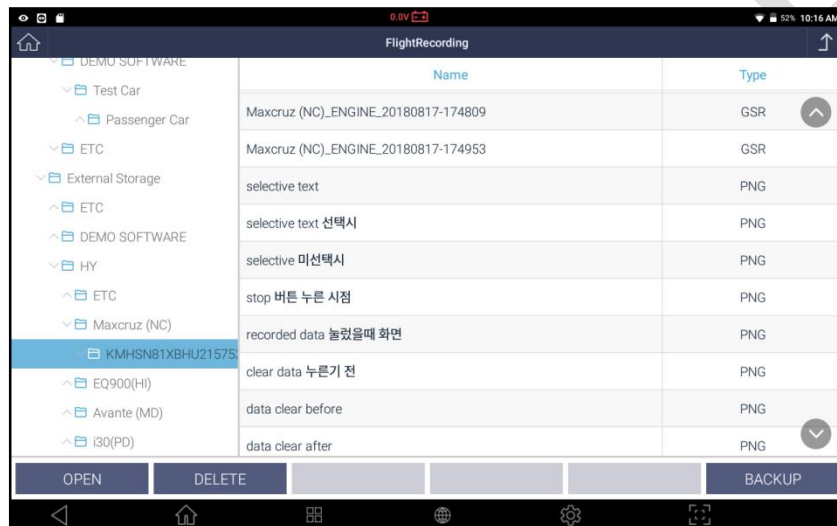 0.0V
52% 10:16 AM
FlightRecording
DEMO SOFTWARE
Test Car
Passenger Car
ETC
External Storage
ETC
DEMO SOFTWARE
HY
ETC
Maxcruz (NC)
KMHSN81XBHU21575
EQ900(HI)
Avante (MD)
i30(PD)
Name Type
Maxcruz (NC)_ENGINE_20180817-174809 GSR
Maxcruz (NC)_ENGINE_20180817-174953 GSR
selective text PNG
selective text 선택시 PNG
selective 미선택시 PNG
stop 버튼 누른 시점 PNG
recorded data 눌렀을때 화면 PNG
clear data 누르기 전 PNG
data clear before PNG
data clear after PNG
OPEN DELETE BACKUP